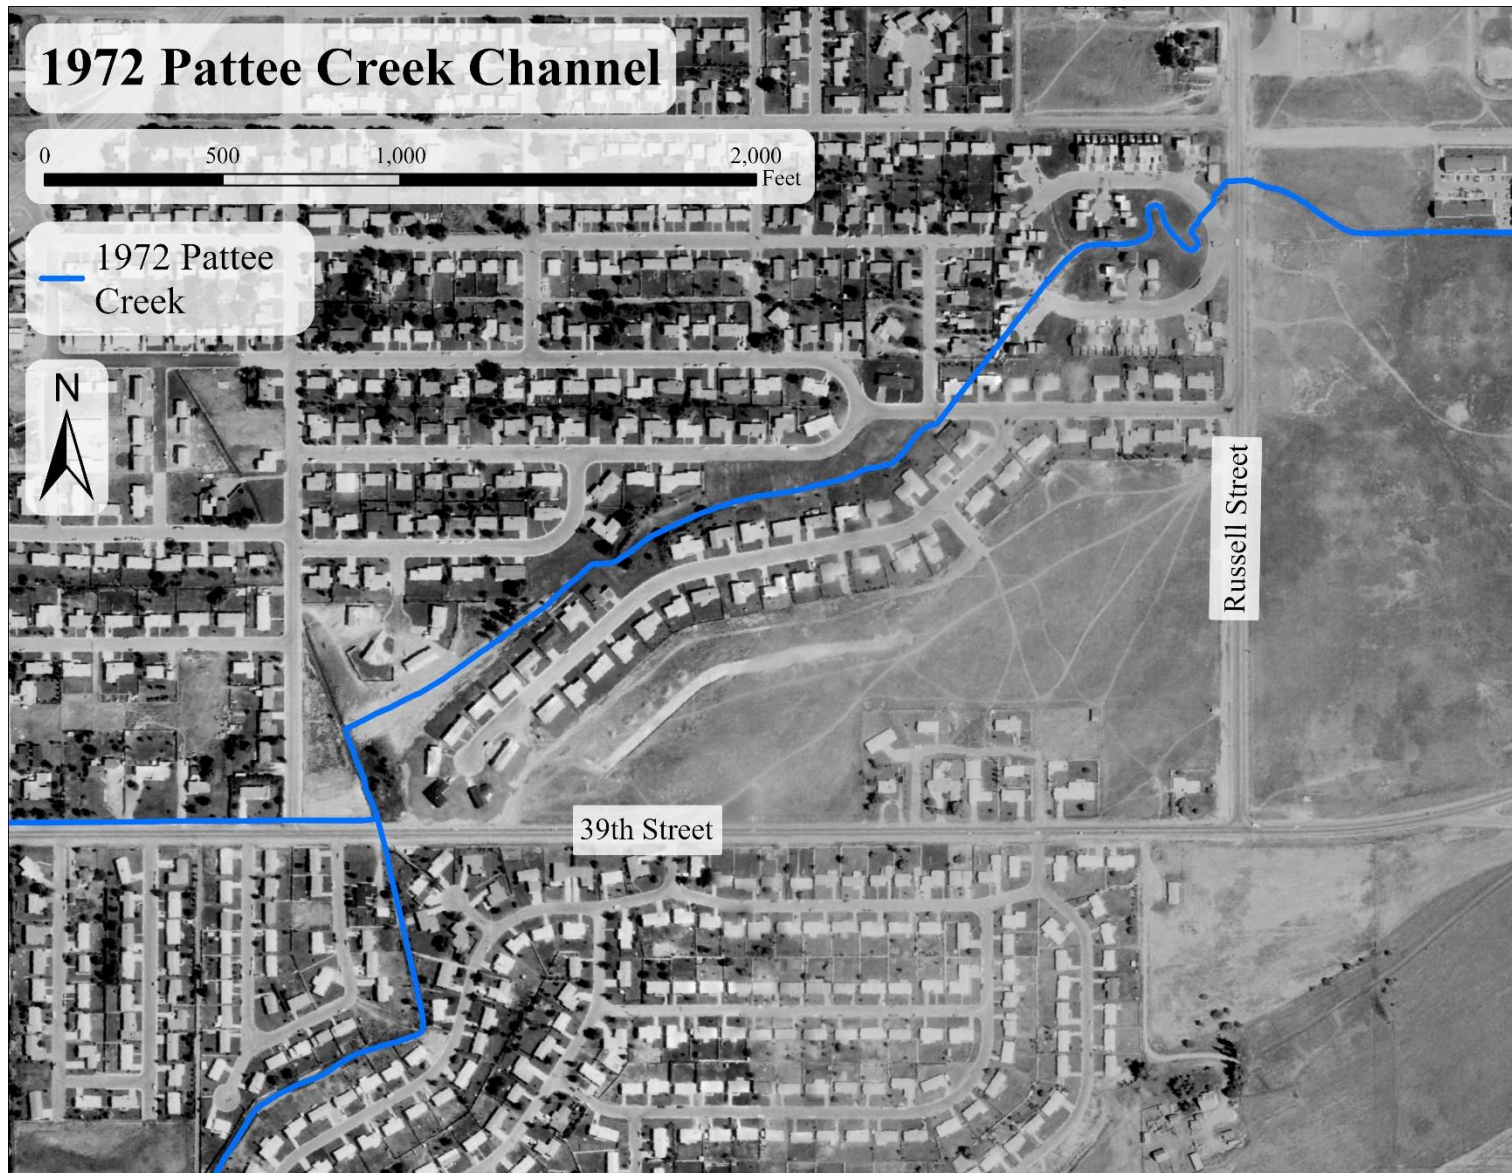 1972 Pattee Creek Channel
0 500 1,000 2,000
Feet
1972 Pattee
Creek
N
Russell Street
39th Street